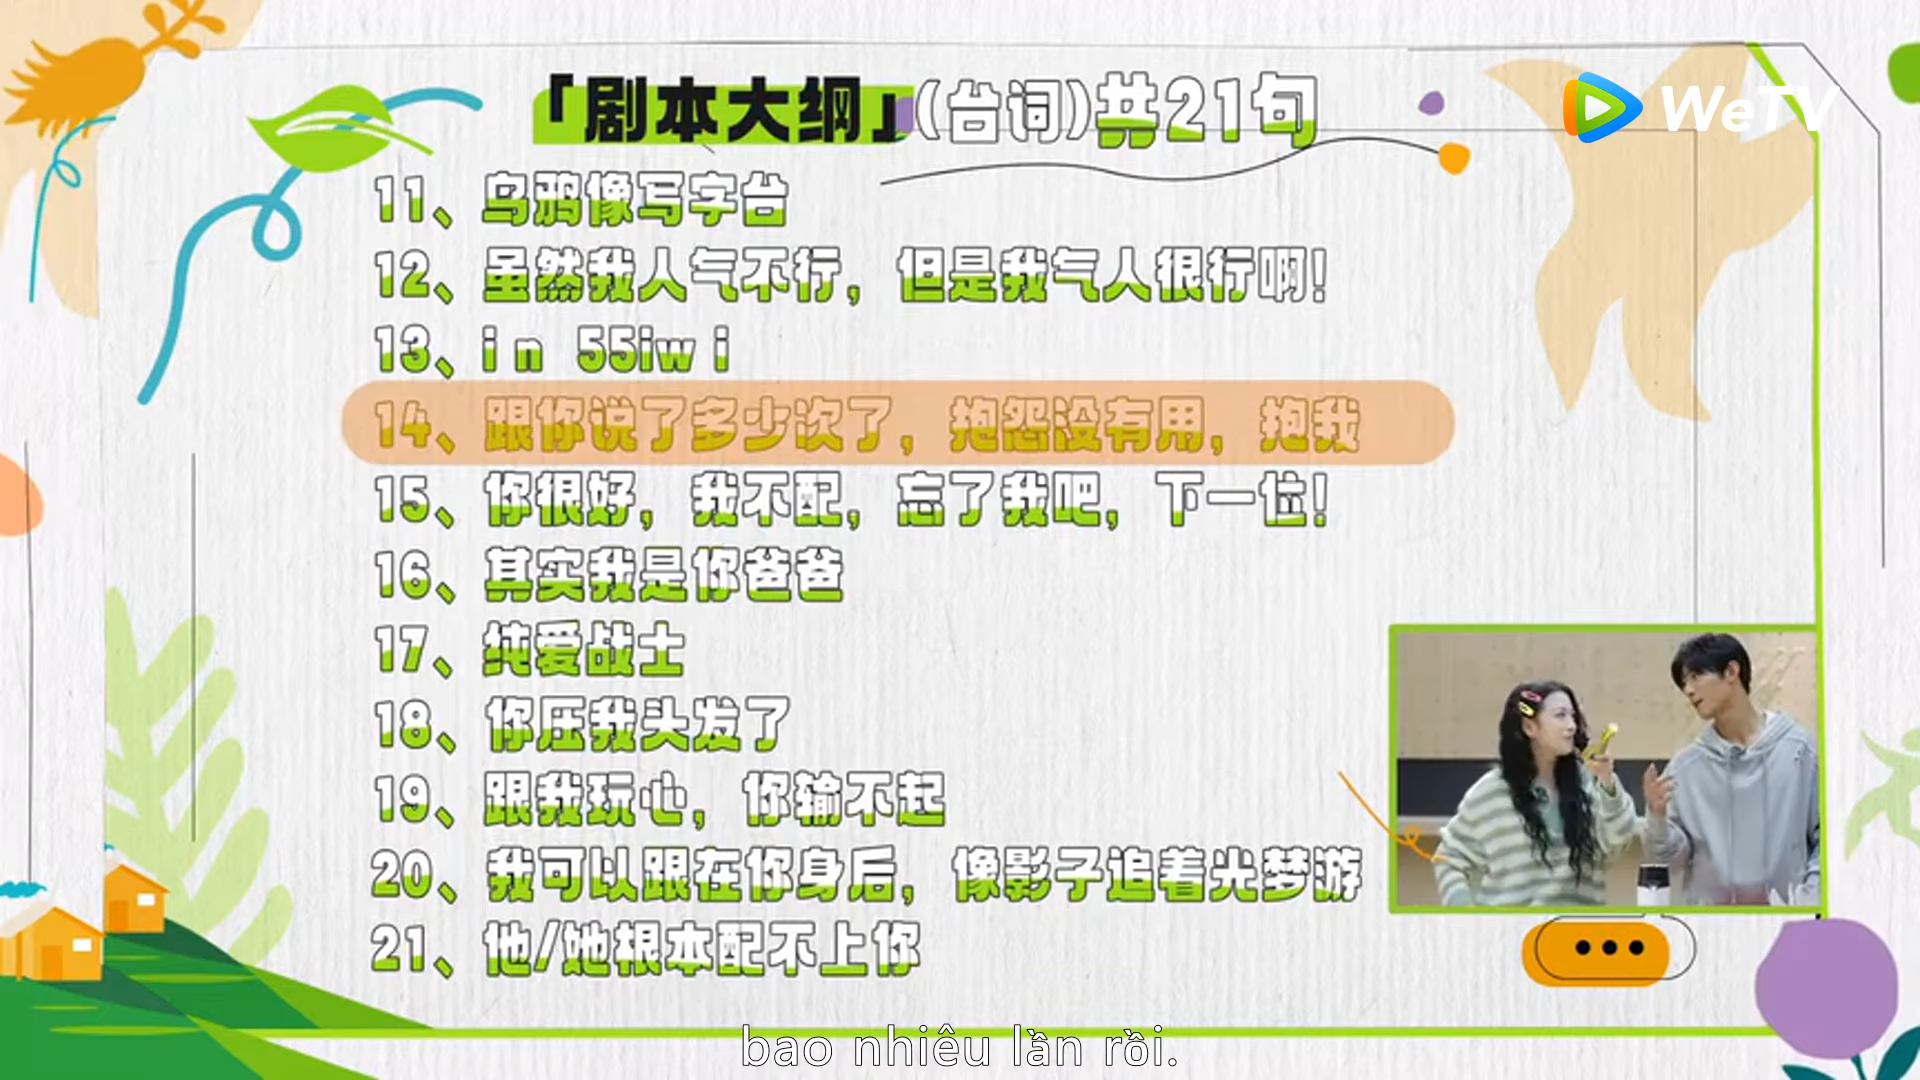 「剧本大纲」(台词)共21句
WeTV
11、乌鸦像写字台
12、虽然我人气不行，但是我气人很行啊！
13、i n 55iw i
14、跟你说了多少次了，抱怨没有用，抱我
15、你很好，我不配，忘了我吧，下一位！
16、其实我是你爸爸
17、纯爱战士
18、你压我头发了
19、跟我玩心，你输不起
20、我可以跟在你身后，像影子追着光梦游
21、他/她根本配不上你
bao nhiêu lần rồi.